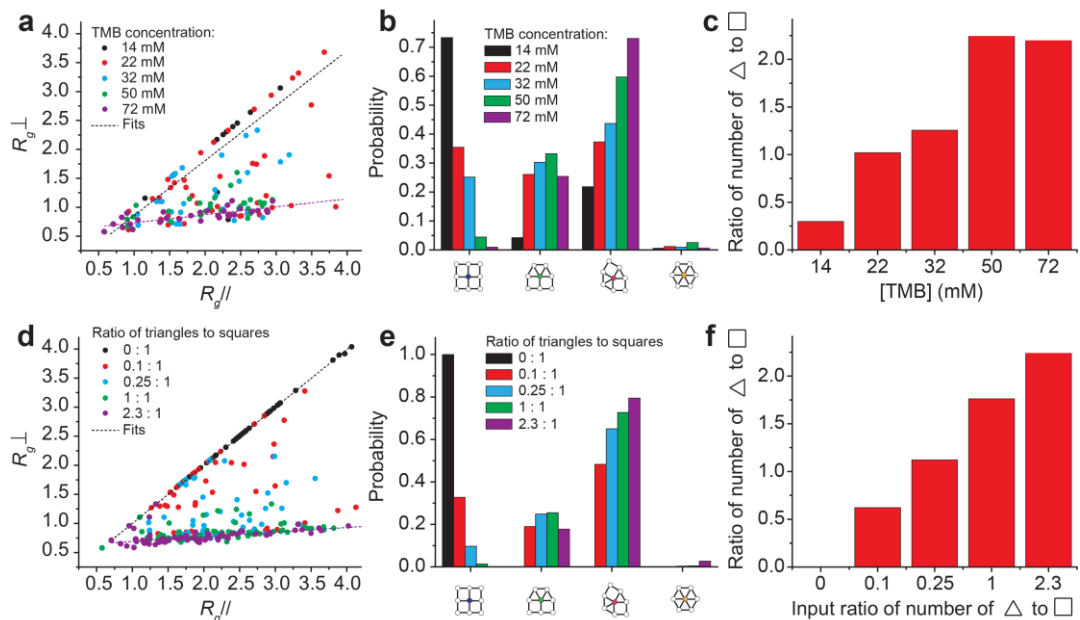 a
TMB concentration:
14 mM
22 mM
32 mM
50 mM
72 mM
Fits
4.0
3.5
3.0
2.5
2.0
1.5
1.0
0.5
Rg⊥
0.5 1.0 1.5 2.0 2.5 3.0 3.5 4.0
Rg//
b
TMB concentration:
14 mM
22 mM
32 mM
50 mM
72 mM
0.7
0.6
0.5
0.4
0.3
0.2
0.1
0.0
Probability
c
Ratio of number of △ to □
2.0
1.5
1.0
0.5
0.0
14 22 32 50 72
[TMB] (mM)
d
Ratio of triangles to squares
0 : 1
0.1 : 1
0.25 : 1
1 : 1
2.3 : 1
Fits
4.0
3.5
3.0
2.5
2.0
1.5
1.0
0.5
Rg⊥
0.5 1.0 1.5 2.0 2.5 3.0 3.5 4.0
Rg//
e
Ratio of triangles to squares
0 : 1
0.1 : 1
0.25 : 1
1 : 1
2.3 : 1
1.0
0.8
0.6
0.4
0.2
0.0
Probability
f
Ratio of number of △ to □
2.0
1.5
1.0
0.5
0.0
0 0.1 0.25 1 2.3
Input ratio of number of △ to □